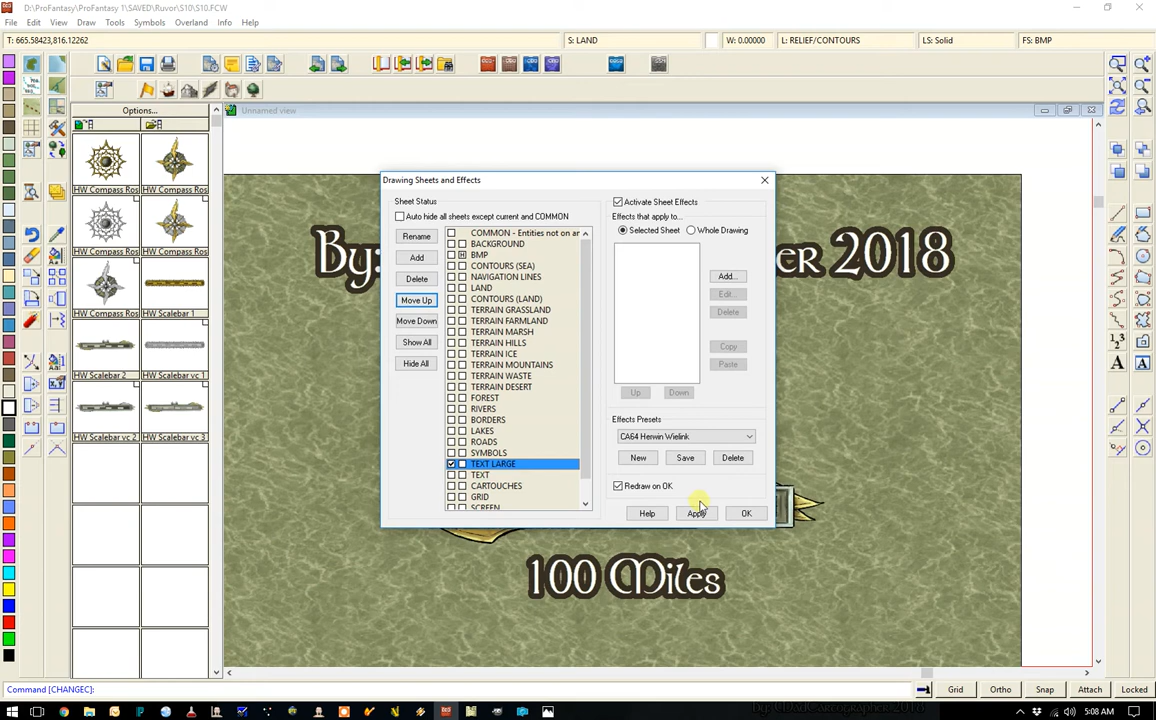 D:\ProFantasy\ProFantasy 1\SAVED\Ruvor\S10\S10.FCW
File Edit View Draw Tools Symbols Overland Info Help
T: 665.58423,816.12262
S: LAND
W: 0.00000
L: RELIEF/CONTOURS
LS: Solid
FS: BMP
Options...
Unnamed view
HW Compass Ros
HW Compass Ros
HW Compass Ros
HW Compass Ros
HW Compass Ros
HW Scalebar 1
HW Scalebar 2
HW Scalebar vc 1
HW Scalebar vc 2
HW Scalebar vc 3
By:
er 2018
100 Miles
Drawing Sheets and Effects
Sheet Status
Auto hide all sheets except current and COMMON
Rename
Add
Delete
Move Up
Move Down
Show All
Hide All
COMMON - Entities not on ar
BACKGROUND
H BMP
CONTOURS (SEA)
NAVIGATION LINES
LAND
CONTOURS (LAND)
TERRAIN GRASSLAND
TERRAIN FARMLAND
TERRAIN MARSH
TERRAIN HILLS
TERRAIN ICE
TERRAIN MOUNTAINS
TERRAIN WASTE
TERRAIN DESERT
FOREST
RIVERS
BORDERS
LAKES
ROADS
SYMBOLS
TEXT LARGE
TEXT
CARTOUCHES
GRID
SCREEN
Activate Sheet Effects
Effects that apply to...
Selected Sheet
Whole Drawing
Add...
Edit...
Delete
Copy
Paste
Up
Down
Effects Presets
CA64 Herwin Wielink
New
Save
Delete
Redraw on OK
Help
Apply
OK
Command [CHANGEC]:
Grid
Ortho
Snap
Attach
Locked
5:08 AM